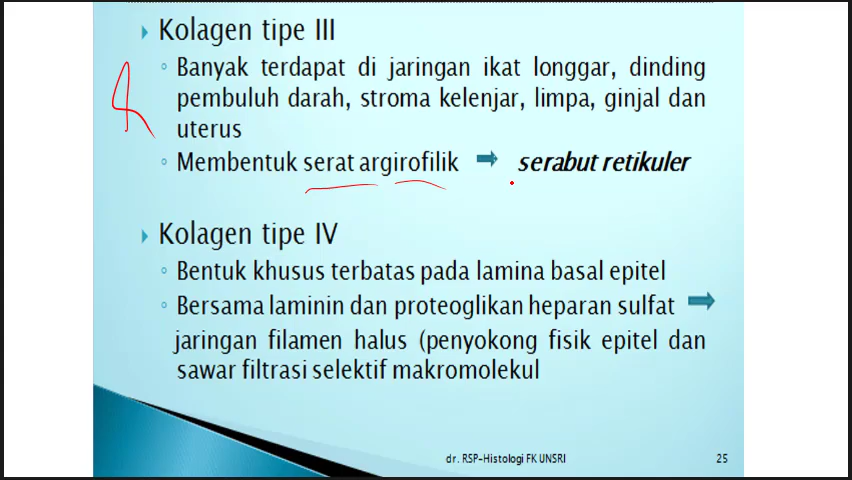 Kolagen tipe III
Banyak terdapat di jaringan ikat longgar, dinding
pembuluh darah, stroma kelenjar, limpa, ginjal dan
uterus
Membentuk serat argirofilik serabut retikuler
Kolagen tipe IV
Bentuk khusus terbatas pada lamina basal epitel
Bersama laminin dan proteoglikan heparan sulfat
jaringan filamen halus (penyokong fisik epitel dan
sawar filtrasi selektif makromolekul
dr. RSP-Histologi FK UNSRI 25